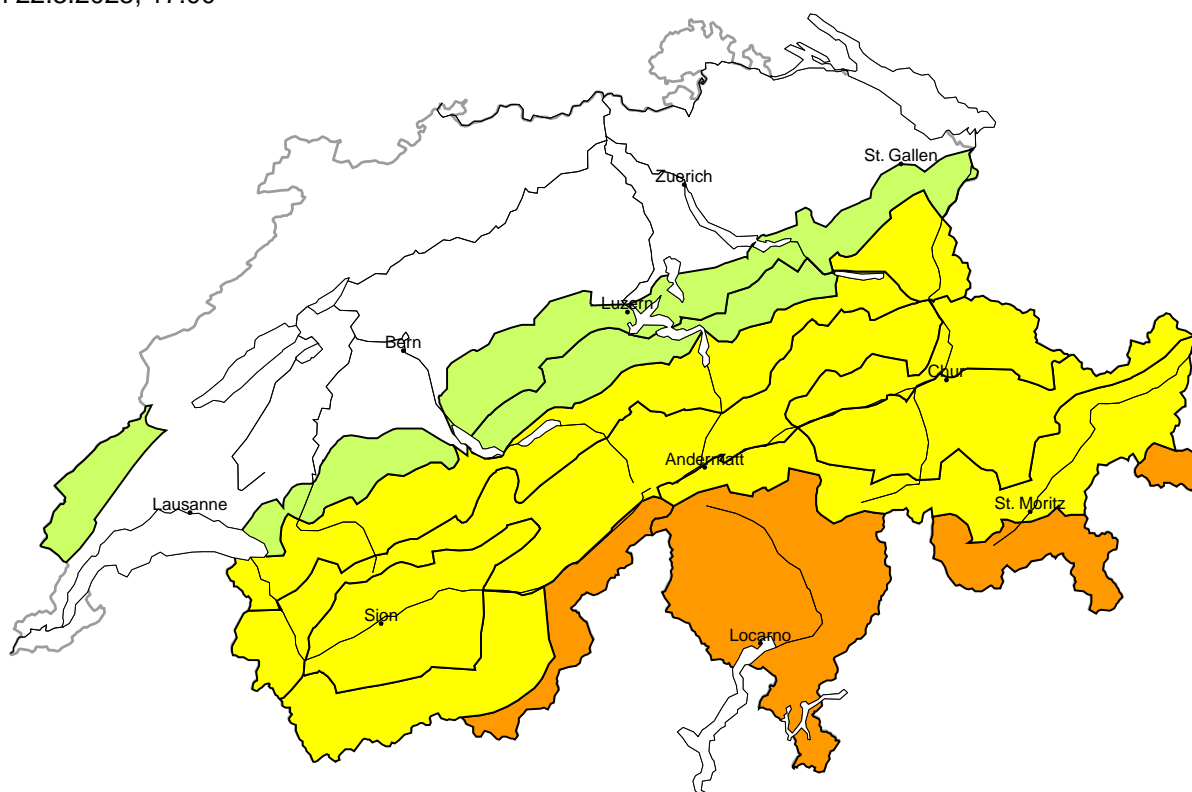 St. Gallen
Zuerich
Luzern
Bern
Chur
Andermatt
Lausanne
St. Moritz
Sion
Locarno